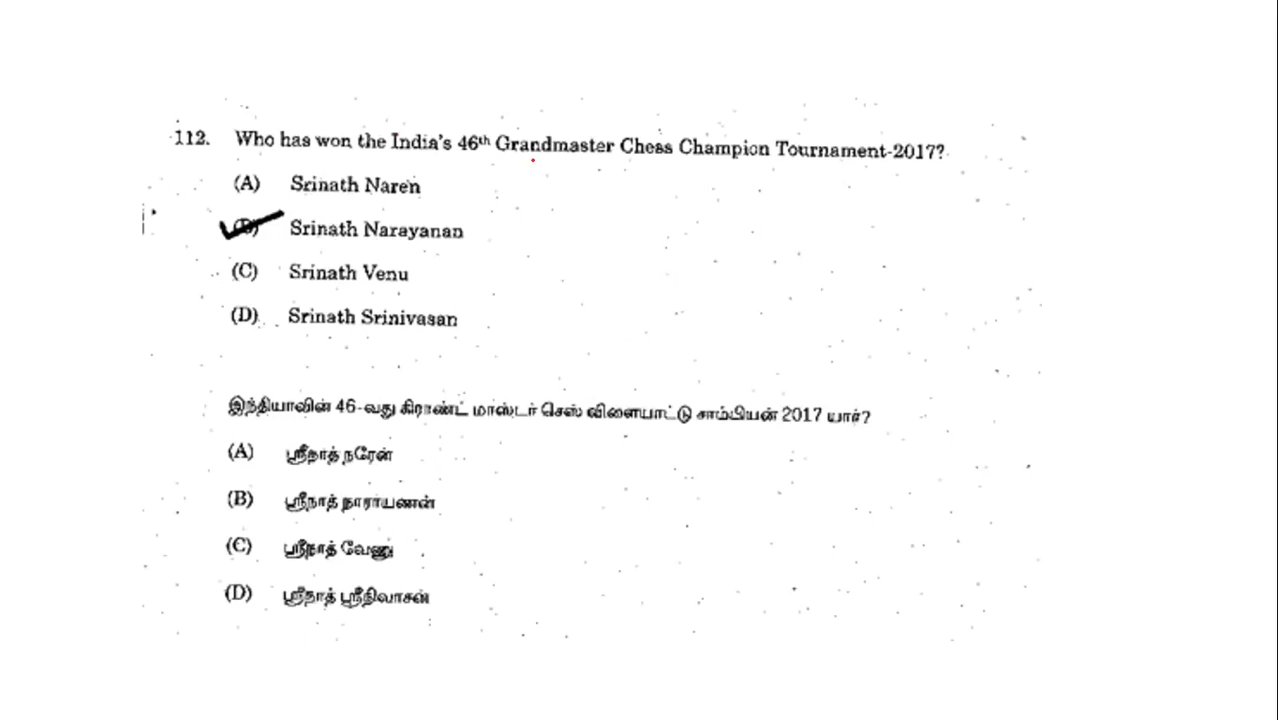 112. Who has won the India's 46th Grandmaster Chess Champion Tournament-2017?
(A) Srinath Naren
(B) Srinath Narayanan
(C) Srinath Venu
(D) Srinath Srinivasan
இந்தியாவின் 46-வது கிராண்ட் மாஸ்டர் செஸ் விளையாட்டு சாம்பியன் 2017 யார்?
(A) ஸ்ரீநாத் நரேன்
(B) ஸ்ரீநாத் நாராயணன்
(C) ஸ்ரீநாத் வேணு
(D) ஸ்ரீநாத் ஸ்ரீநிவாசன்